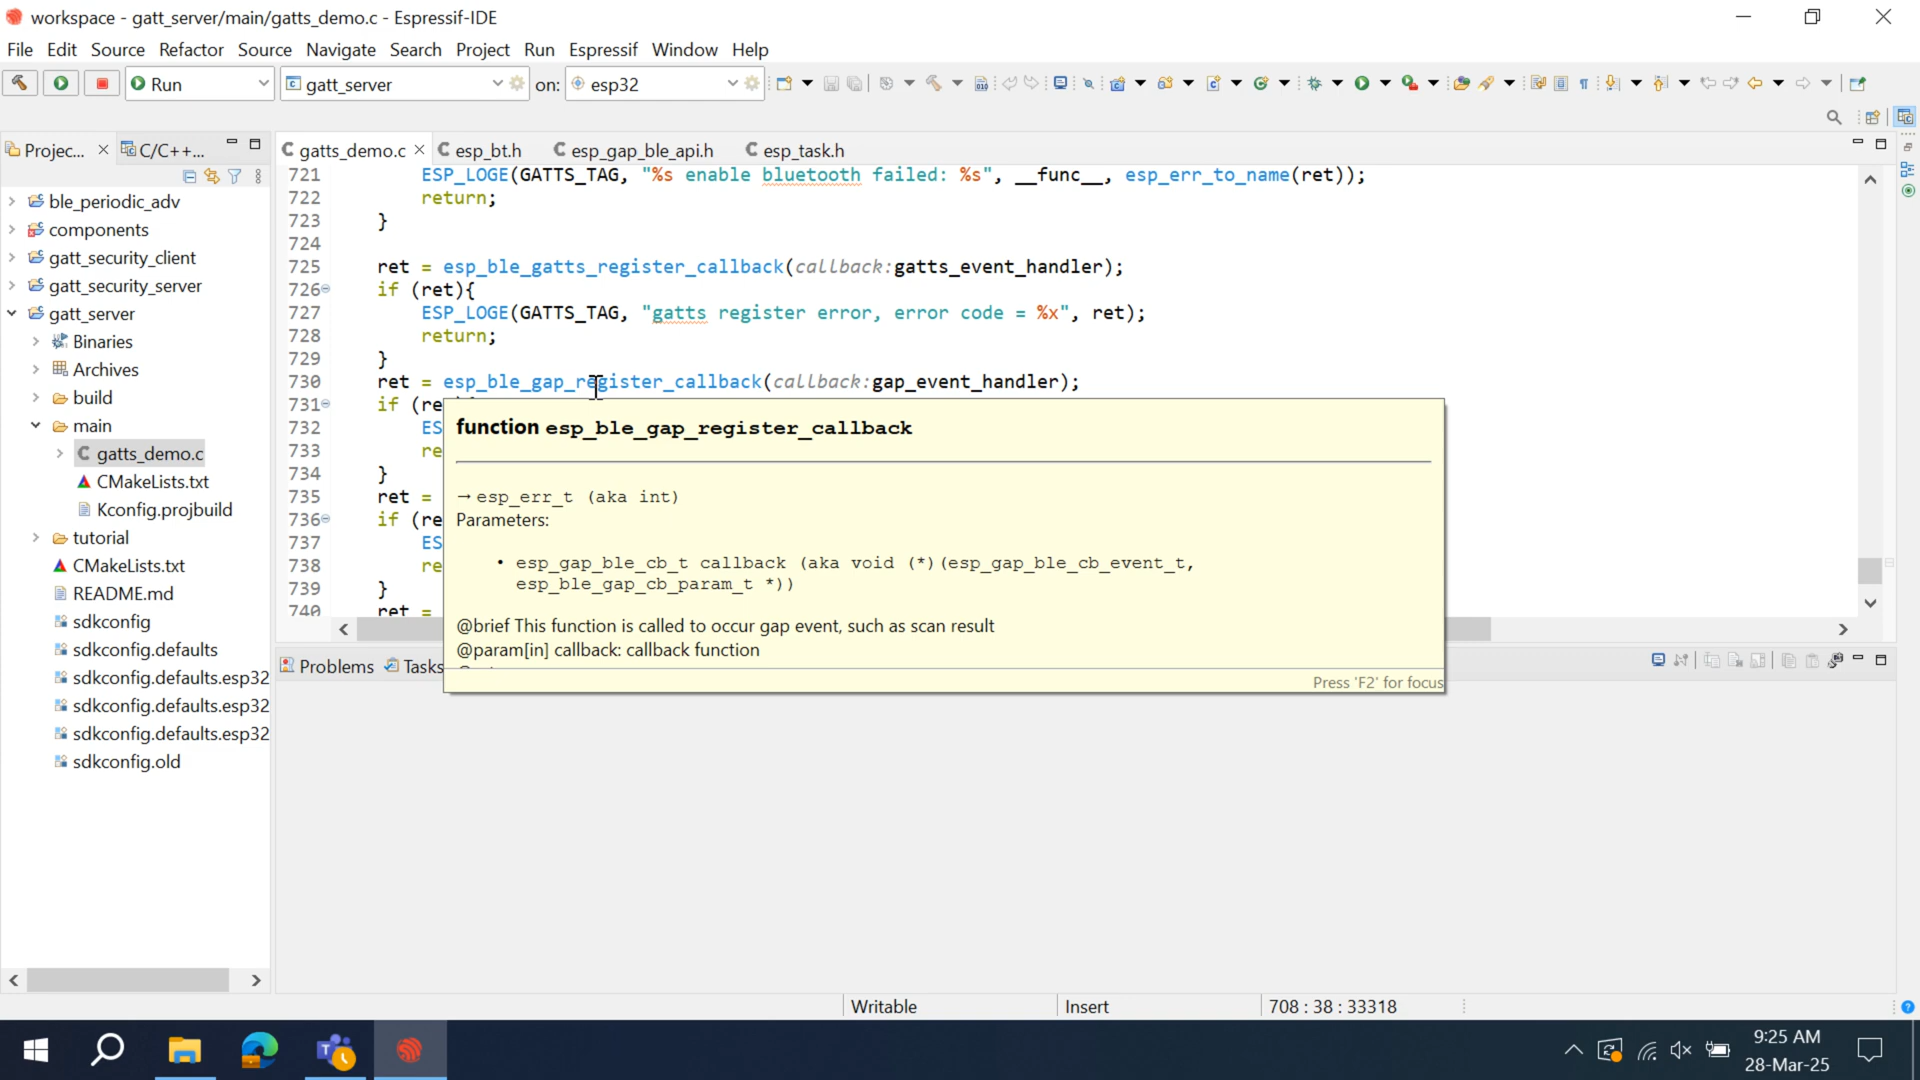 workspace - gatt_server/main/gatts_demo.c - Espressif-IDE
File Edit Source Refactor Source Navigate Search Project Run Espressif Window Help
Run gatt_server on: esp32
Projec... C/C++...
gatts_demo.c esp_bt.h esp_gap_ble_api.h esp_task.h
ble_periodic_adv
components
gatt_security_client
gatt_security_server
gatt_server
Binaries
Archives
build
main
gatts_demo.c
CMakeLists.txt
Kconfig.projbuild
tutorial
CMakeLists.txt
README.md
sdkconfig
sdkconfig.defaults
sdkconfig.defaults.esp32
sdkconfig.defaults.esp32
sdkconfig.defaults.esp32
sdkconfig.old
721 ESP_LOGE(GATTS_TAG, "%s enable bluetooth failed: %s", __func__, esp_err_to_name(ret));
722 return;
723 }
724
725 ret = esp_ble_gatts_register_callback(callback:gatts_event_handler);
726 if (ret){
727 ESP_LOGE(GATTS_TAG, "gatts register error, error code = %x", ret);
728 return;
729 }
730 ret = esp_ble_gap_register_callback(callback:gap_event_handler);
731 if (re
732 ES
733 re
734 }
735 ret =
736 if (re
737 ES
738 re
739 }
740 ret =
function esp_ble_gap_register_callback
→ esp_err_t (aka int)
Parameters:
• esp_gap_ble_cb_t callback (aka void (*)(esp_gap_ble_cb_event_t,
esp_ble_gap_cb_param_t *))
@brief This function is called to occur gap event, such as scan result
@param[in] callback: callback function
Press 'F2' for focus
Problems Tasks
Writable Insert 708 : 38 : 33318
9:25 AM
28-Mar-25